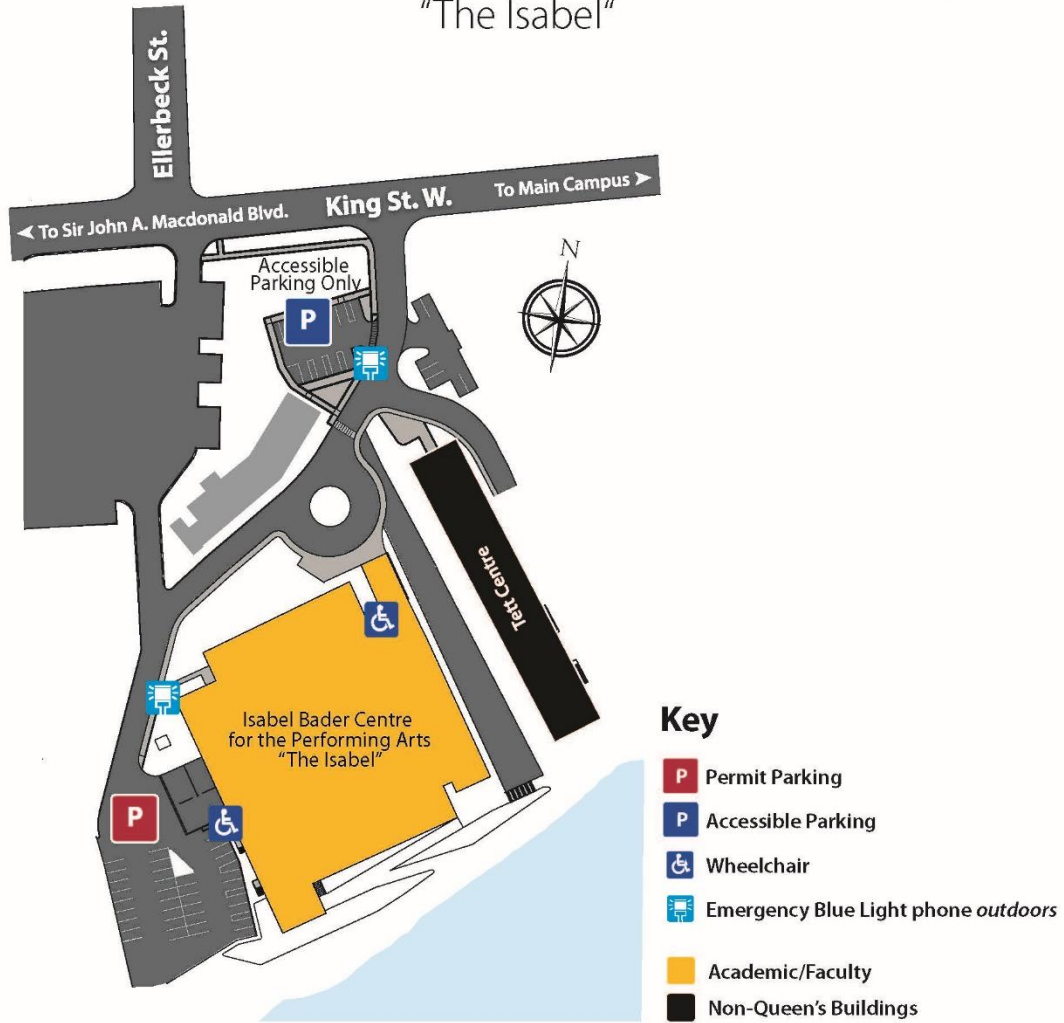 "The Isabel"
Ellerbeck St.
< To Sir John A. Macdonald Blvd.
King St. W.
To Main Campus >
Accessible
Parking Only
P
N
Tett Centre
Isabel Bader Centre
for the Performing Arts
"The Isabel"
P
Key
P Permit Parking
P Accessible Parking
Wheelchair
Emergency Blue Light phone outdoors
Academic/Faculty
Non-Queen's Buildings